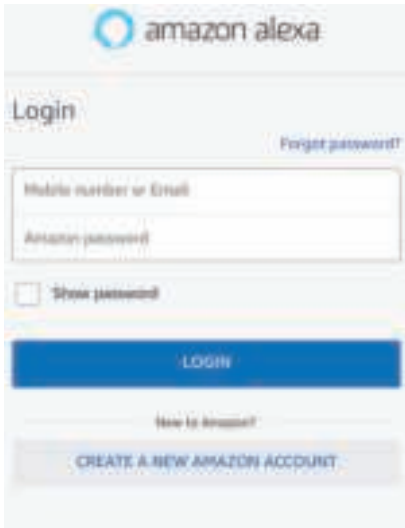 amazon alexa
Login
Forgot password?
Mobile number or Email
Amazon password
Show password
LOGIN
New to Amazon?
CREATE A NEW AMAZON ACCOUNT